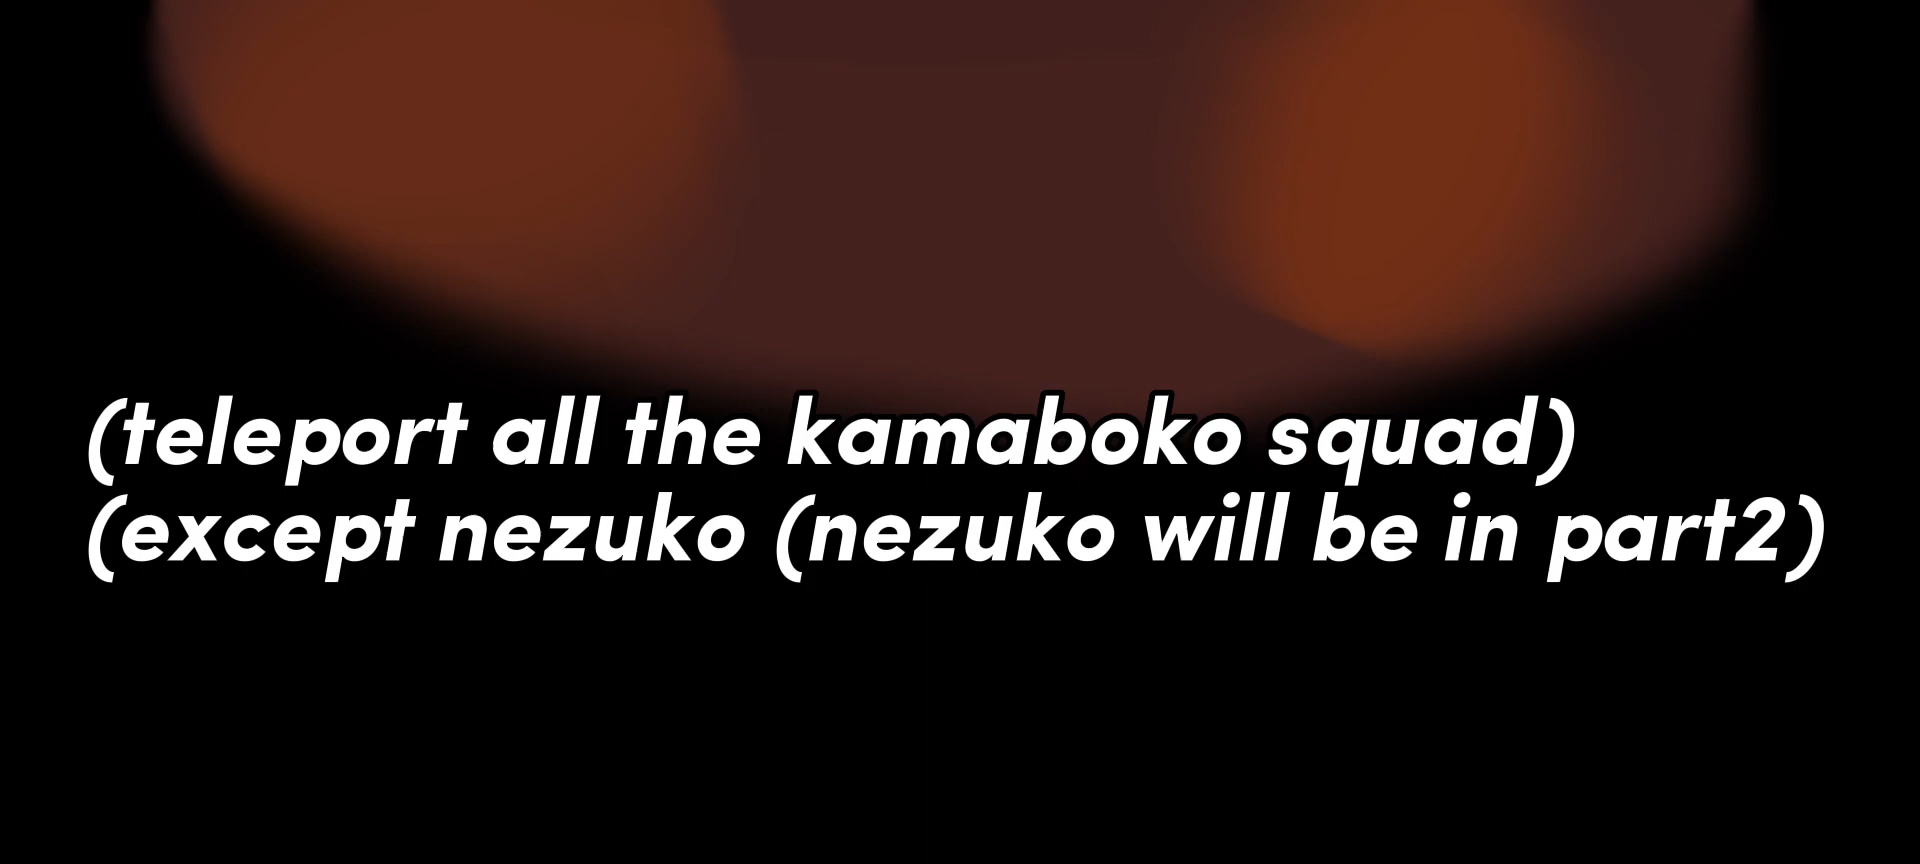 (teleport all the kamaboko squad)
(except nezuko (nezuko will be in part2)